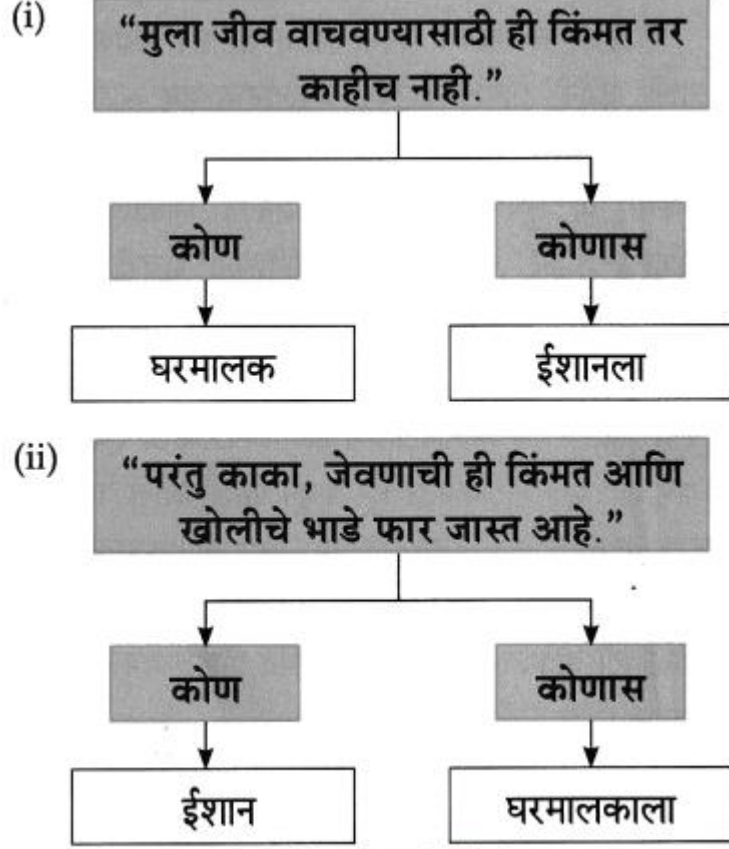 (i)
“मुला जीव वाचवण्यासाठी ही किंमत तर
काहीच नाही.”
कोण कोणास
घरमालक ईशानला
(ii)
“परंतु काका, जेवणाची ही किंमत आणि
खोलीचे भाडे फार जास्त आहे.”
कोण कोणास
ईशान घरमालकाला